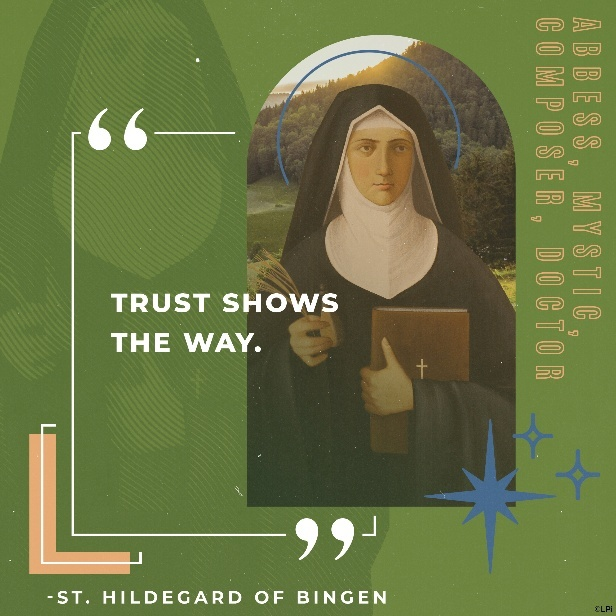 ABBESS, MYSTIC,
COMPOSER, DOCTOR
“
TRUST SHOWS
THE WAY.
”
-ST. HILDEGARD OF BINGEN
©LPi